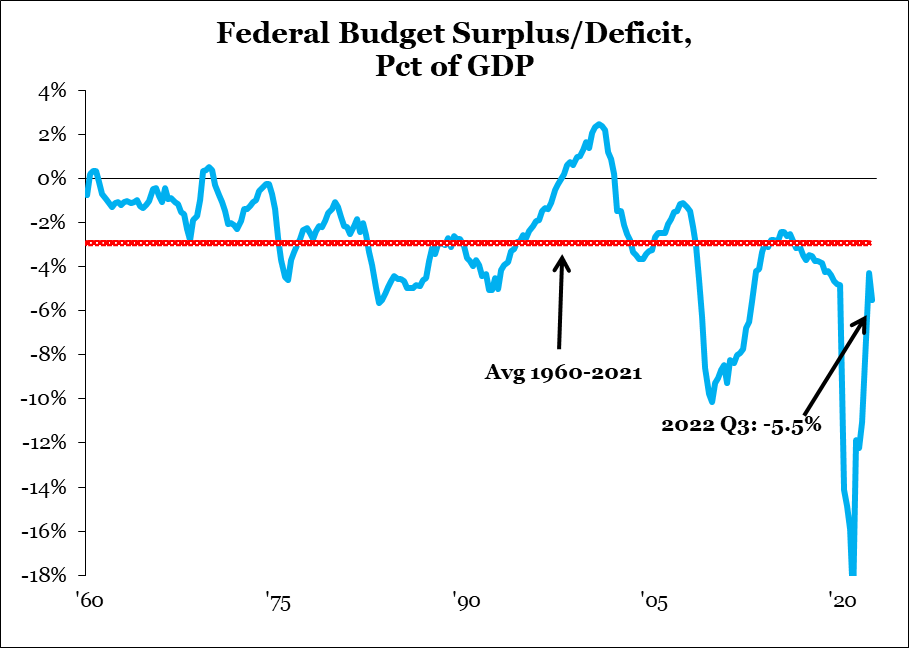 Federal Budget Surplus/Deficit,
Pct of GDP
4%
2%
0%
-2%
-4%
-6%
-8%
Avg 1960-2021
-10%
2022 Q3: -5.5%
-12%
-14%
-16%
-18%
'60 '75 '90 '05 '20